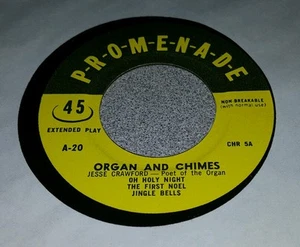 P·R·O·M·E·N·A·D·E
45
EXTENDED PLAY
NON BREAKABLE
(with normal use)
A-20
CHR 5A
ORGAN AND CHIMES
JESSE CRAWFORD—Poet of the Organ
OH HOLY NIGHT
THE FIRST NOEL
JINGLE BELLS